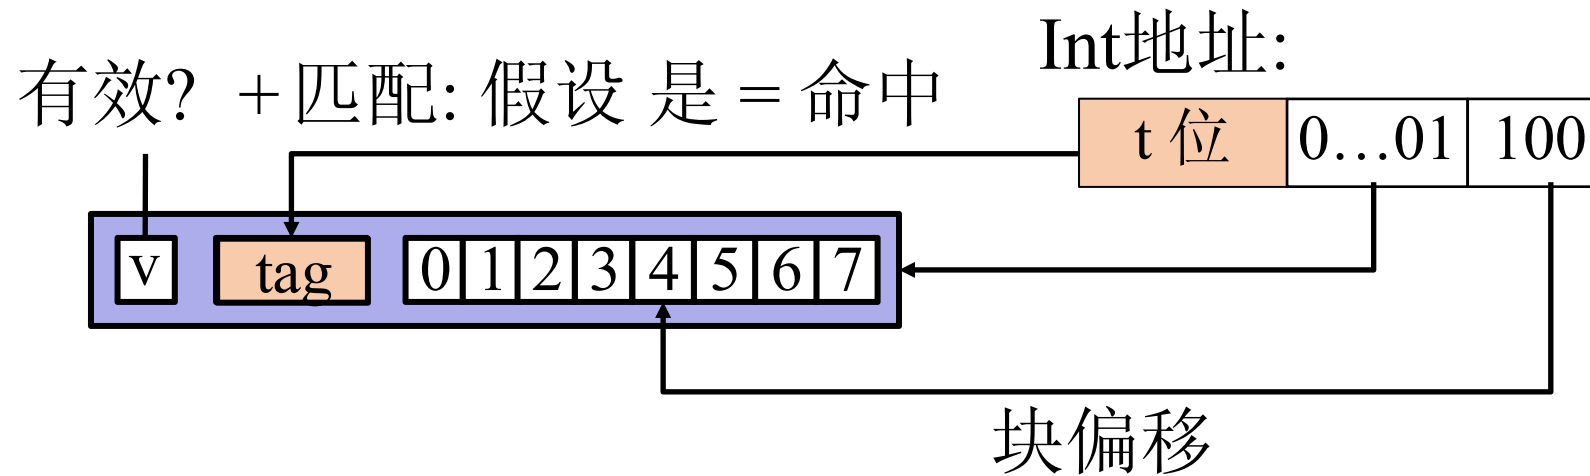 Int地址:
有效? +匹配: 假设 是 = 命中
t 位 0…01 100
v tag 0 1 2 3 4 5 6 7
块偏移